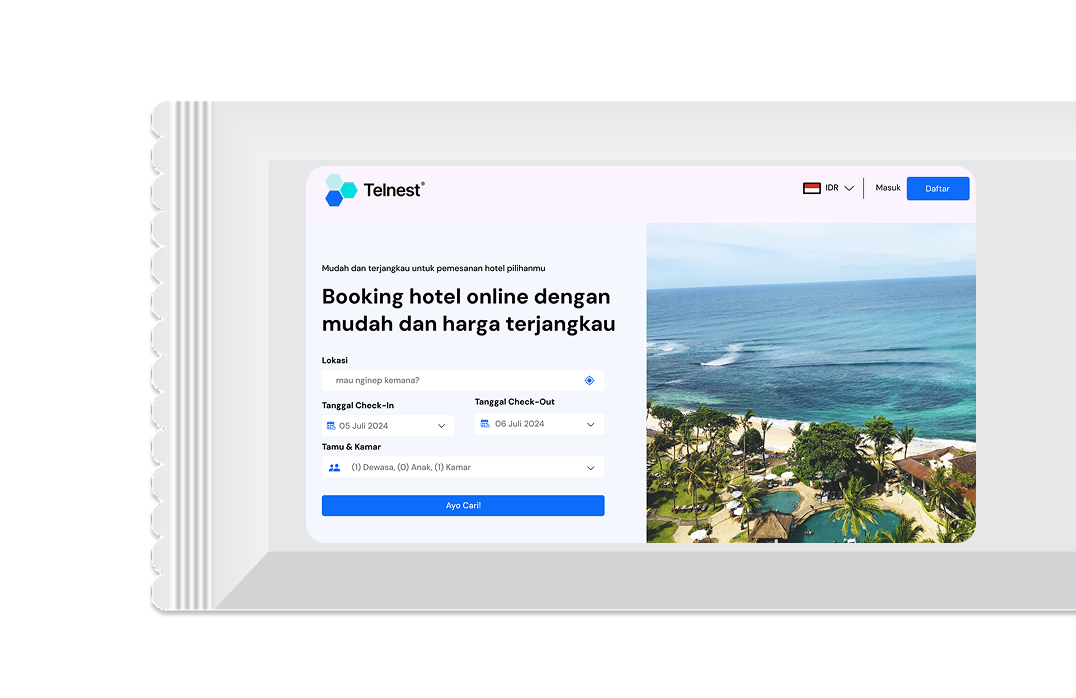 Telnest®
IDR
Masuk
Daftar
Mudah dan terjangkau untuk pemesanan hotel pilihanmu
Booking hotel online dengan
mudah dan harga terjangkau
Lokasi
mau nginep kemana?
Tanggal Check-In
Tanggal Check-Out
05 Juli 2024
06 Juli 2024
Tamu & Kamar
(1) Dewasa, (0) Anak, (1) Kamar
Ayo Cari!